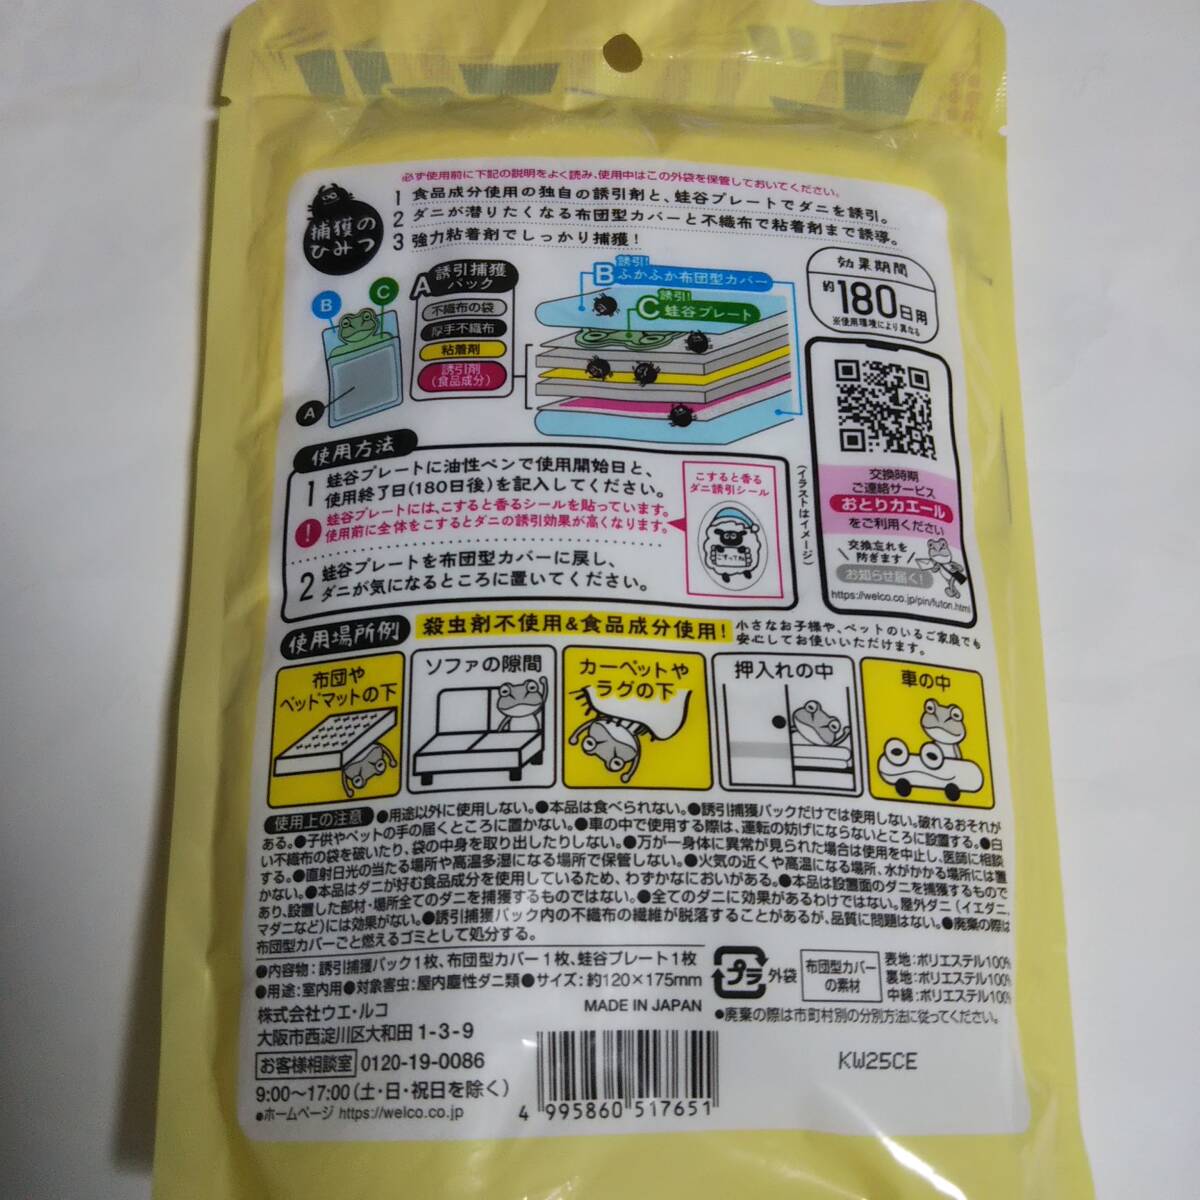 必ず使用前に下記の説明をよく読み、使用中はこの外袋を保管しておいてください。
捕獲の
ひみつ
1 食品成分使用の独自の誘引剤と、蛙谷プレートでダニを誘引。
2 ダニが潜りたくなる布団型カバーと不織布で粘着剤まで誘導。
3 強力粘着剤でしっかり捕獲!
B
C
A
A 誘引捕獲
パック
不織布の袋
厚手不織布
粘着剤
誘引剤
(食品成分)
誘引!
B ふかふか布団型カバー
誘引!
C 蛙谷プレート
効果期間
約180日用
※使用環境により異なる
(イラストはイメージ)
交換時期
ご連絡サービス
おとりカエール
をご利用ください
交換忘れを
防ぎます
お知らせ届く!
https://welco.co.jp/pin/futon.html
使用方法
1 蛙谷プレートに油性ペンで使用開始日と、
使用終了日(180日後)を記入してください。
! 蛙谷プレートには、こすると香るシールを貼っています。
使用前に全体をこするとダニの誘引効果が高くなります。
こすると香る
ダニ誘引シール
こすってね
2 蛙谷プレートを布団型カバーに戻し、
ダニが気になるところに置いてください。
使用場所例
殺虫剤不使用&食品成分使用!
小さなお子様や、ペットのいるご家庭でも
安心してお使いいただけます。
布団や
ベッドマットの下
ソファの隙間
カーペットや
ラグの下
押入れの中
車の中
使用上の注意 ●用途以外に使用しない。●本品は食べられない。●誘引捕獲パックだけでは使用しない。破れるおそれが
ある。●子供やペットの手の届くところに置かない。●車の中で使用する際は、運転の妨げにならないところに設置する。●白
い不織布の袋を破いたり、袋の中身を取り出したりしない。●万が一身体に異常が見られた場合は使用を中止し、医師に相談
する。●直射日光の当たる場所や高温多湿になる場所で保管しない。●火気の近くや高温になる場所、水がかかる場所には置
かない。●本品はダニが好む食品成分を使用しているため、わずかなにおいがある。●本品は設置面のダニを捕獲するもので
あり、設置した部材・場所全てのダニを捕獲するものではない。●全てのダニに効果があるわけではない。屋外ダニ(イエダニ、
マダニなど)には効果がない。●誘引捕獲パック内の不織布の繊維が脱落することがあるが、品質に問題はない。●廃棄の際は
布団型カバーごと燃えるゴミとして処分する。
●内容物:誘引捕獲パック1枚、布団型カバー1枚、蛙谷プレート1枚
●用途:室内用●対象害虫:屋内塵性ダニ類●サイズ:約120×175mm
株式会社ウエ・ルコ
大阪市西淀川区大和田1-3-9
MADE IN JAPAN
お客様相談室 0120-19-0086
9:00〜17:00(土・日・祝日を除く)
●ホームページ https://welco.co.jp
プラ
外袋
布団型カバー
の素材
表地:ポリエステル100%
裏地:ポリエステル100%
中綿:ポリエステル100%
●廃棄の際は市町村別の分別方法に従ってください。
4 995860 517651
KW25CE